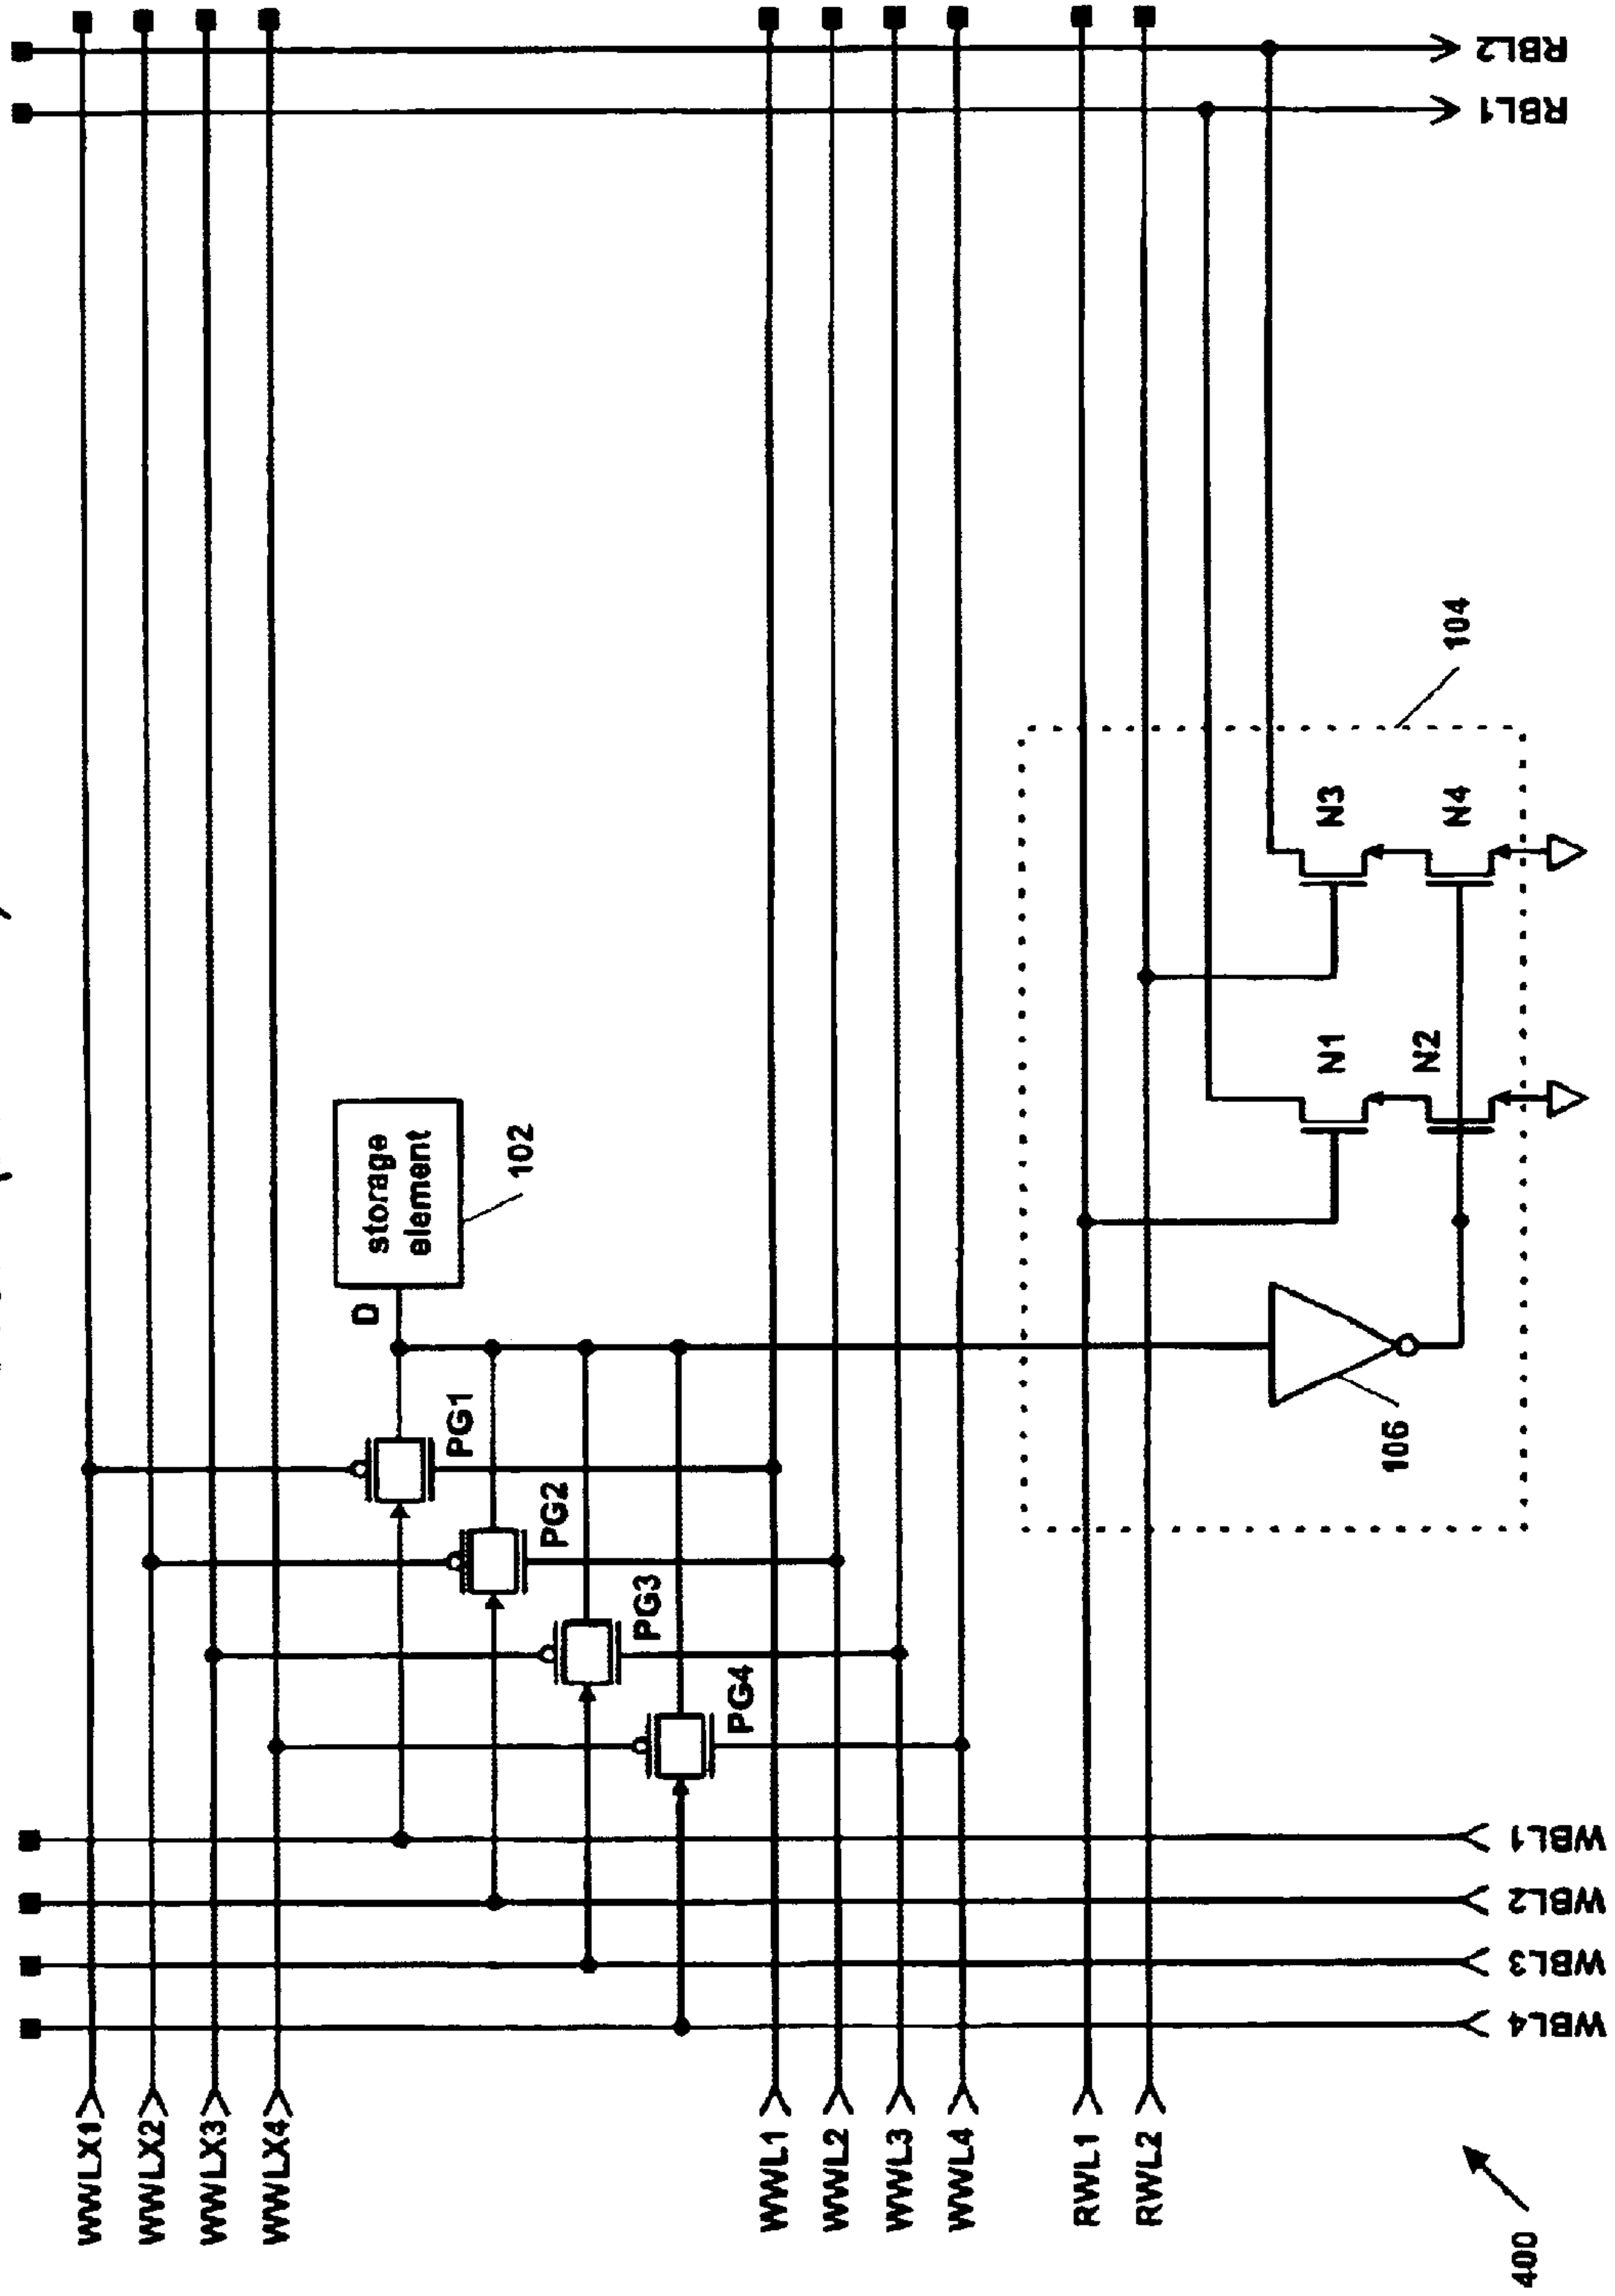 WWLX1
WWLX2
WWLX3
WWLX4
WBL4
WBL3
WBL2
WBL1
PG1
PG2
PG3
PG4
D
storage
element
102
WWL1
WWL2
WWL3
WWL4
RWL1
RWL2
106
N1
N2
N3
N4
104
RBL1
RBL2
400